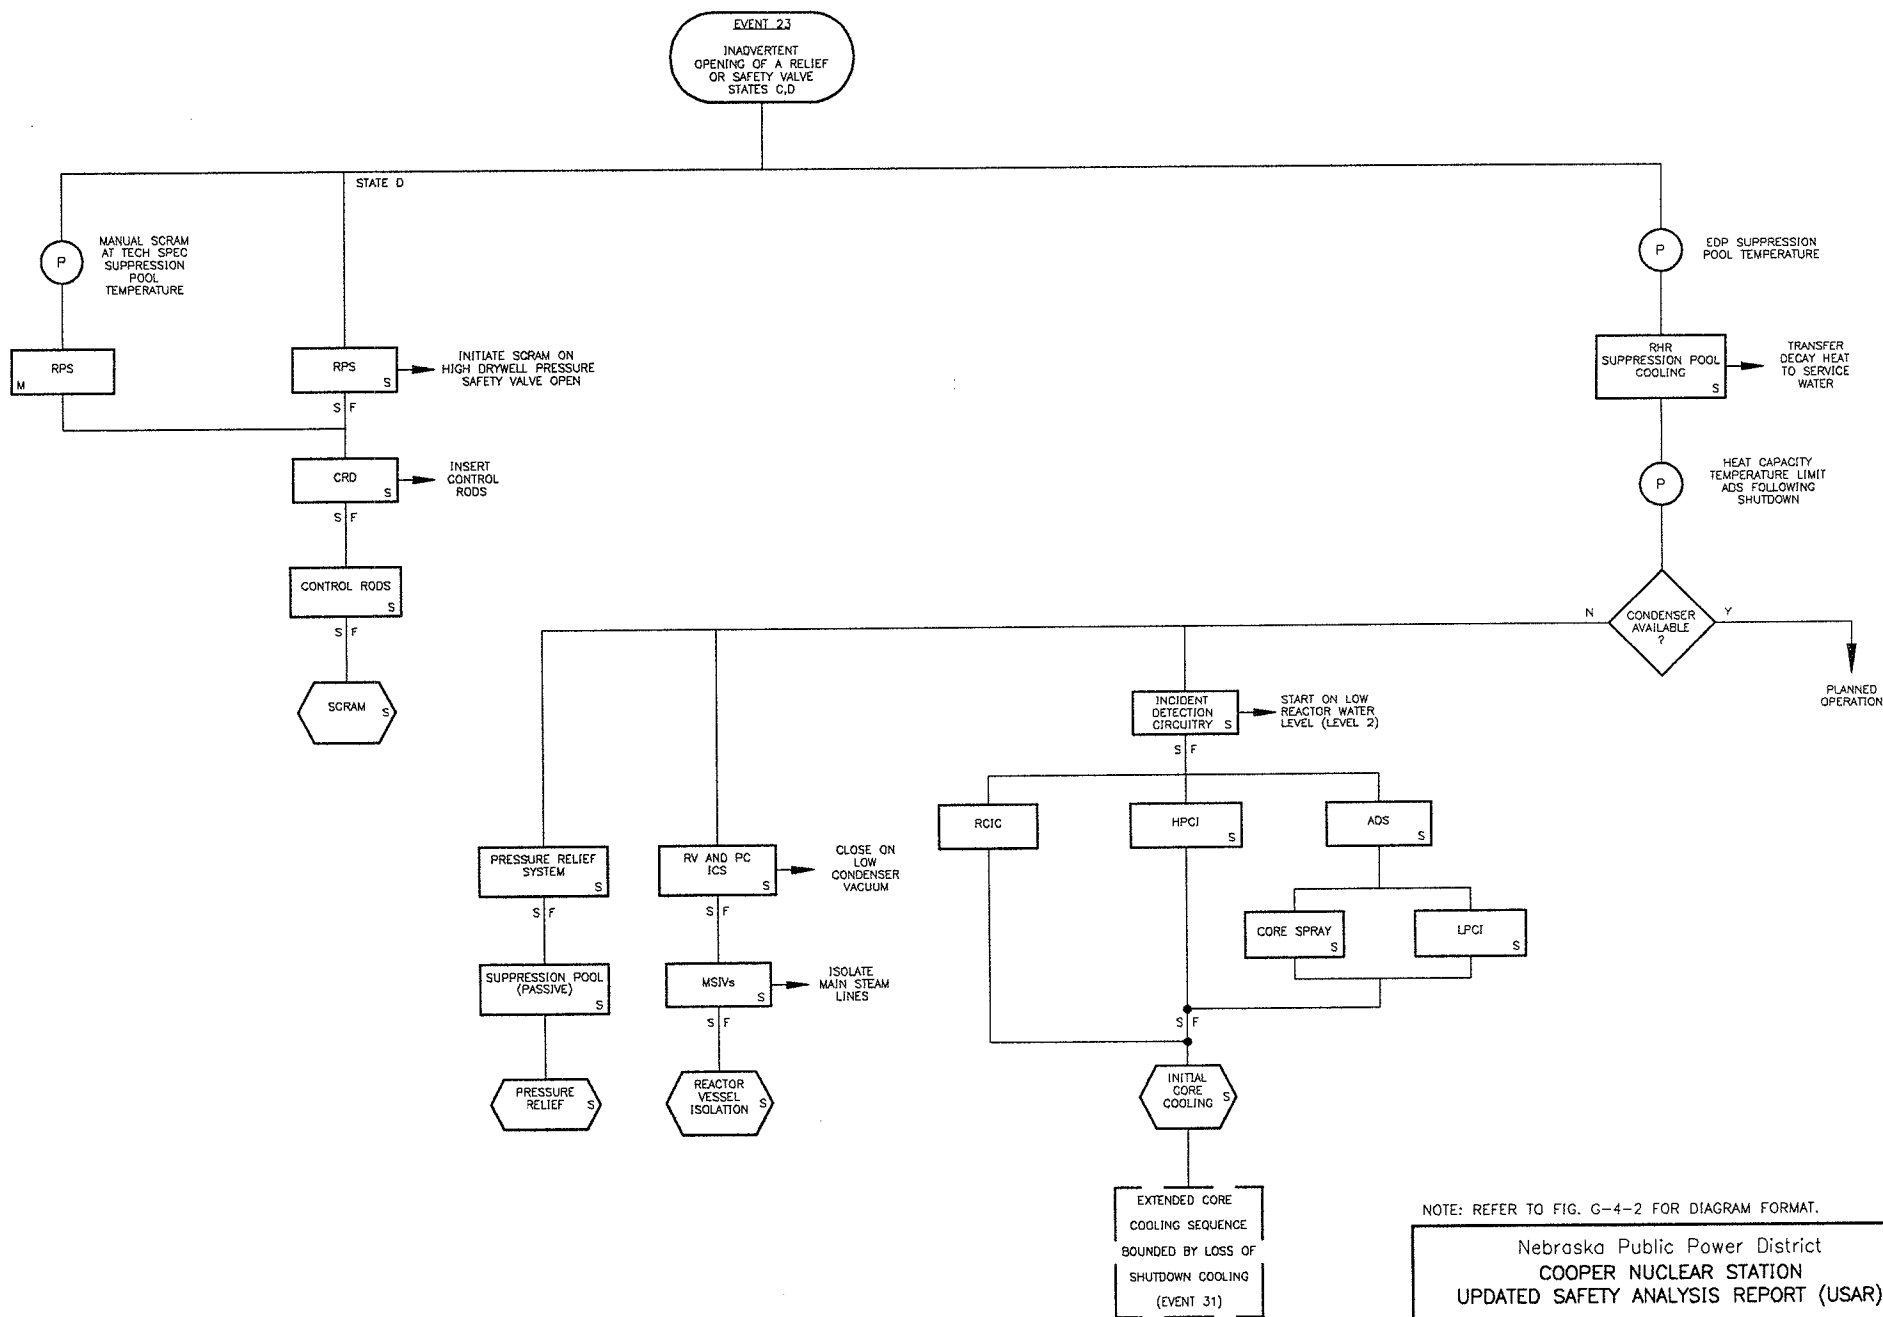 EVENT 23
INADVERTENT
OPENING OF A RELIEF
OR SAFETY VALVE
STATES C,D
STATE D
P
MANUAL SCRAM
AT TECH SPEC
SUPPRESSION
POOL
TEMPERATURE
P
EDP SUPPRESSION
POOL TEMPERATURE
RPS
M
RPS
S
INITIATE SCRAM ON
HIGH DRYWELL PRESSURE
SAFETY VALVE OPEN
S F
RHR
SUPPRESSION POOL
COOLING
S
TRANSFER
DECAY HEAT
TO SERVICE
WATER
CRD
S
INSERT
CONTROL
RODS
S F
P
HEAT CAPACITY
TEMPERATURE LIMIT
ADS FOLLOWING
SHUTDOWN
CONTROL RODS
S
S F
N
CONDENSER
AVAILABLE
?
Y
PLANNED
OPERATION
SCRAM
S
INCIDENT
DETECTION
CIRCUITRY
S
START ON LOW
REACTOR WATER
LEVEL (LEVEL 2)
S F
RCIC
HPCI
S
ADS
S
PRESSURE RELIEF
SYSTEM
S
RV AND PC
ICS
S
CLOSE ON
LOW
CONDENSER
VACUUM
S F
S F
CORE SPRAY
S
LPCI
S
SUPPRESSION POOL
(PASSIVE)
S
MSIVs
S
ISOLATE
MAIN STEAM
LINES
S F
S F
PRESSURE
RELIEF
S
REACTOR
VESSEL
ISOLATION
S
INITIAL
CORE
COOLING
S
EXTENDED CORE
COOLING SEQUENCE
BOUNDED BY LOSS OF
SHUTDOWN COOLING
(EVENT 31)
NOTE: REFER TO FIG. G-4-2 FOR DIAGRAM FORMAT.
Nebraska Public Power District
COOPER NUCLEAR STATION
UPDATED SAFETY ANALYSIS REPORT (USAR)